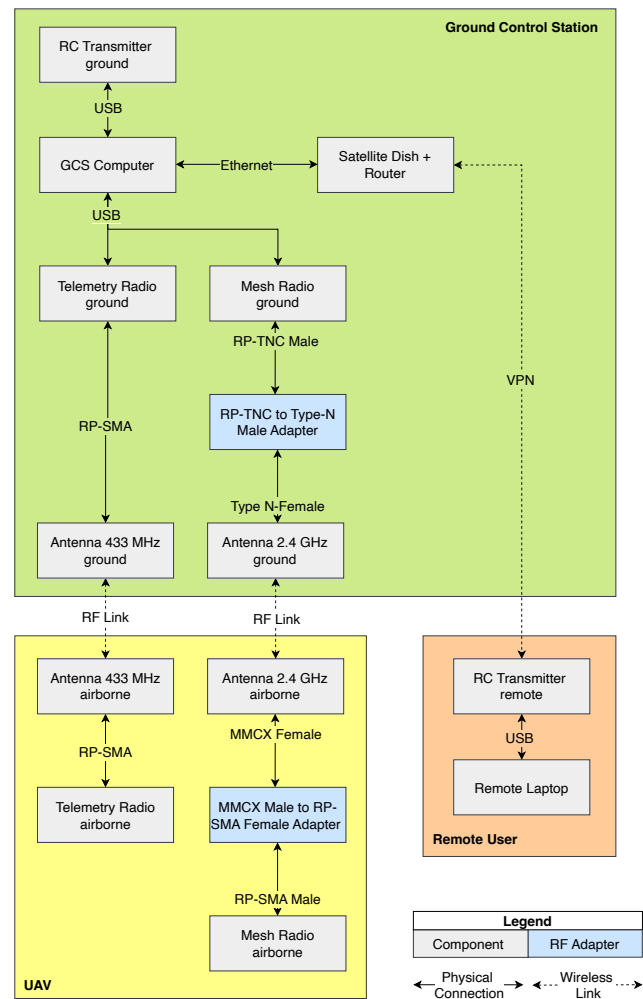 Ground Control Station
RC Transmitter
ground
USB
GCS Computer
Ethernet
Satellite Dish +
Router
USB
Telemetry Radio
ground
Mesh Radio
ground
RP-TNC Male
VPN
RP-TNC to Type-N
Male Adapter
RP-SMA
Type N-Female
Antenna 433 MHz
ground
Antenna 2.4 GHz
ground
RF Link
RF Link
Antenna 433 MHz
airborne
Antenna 2.4 GHz
airborne
RC Transmitter
remote
RP-SMA
MMCX Female
USB
Telemetry Radio
airborne
MMCX Male to RP-
SMA Female Adapter
Remote Laptop
Remote User
RP-SMA Male
Mesh Radio
airborne
UAV
Legend
Component
RF Adapter
Physical
Connection
Wireless
Link